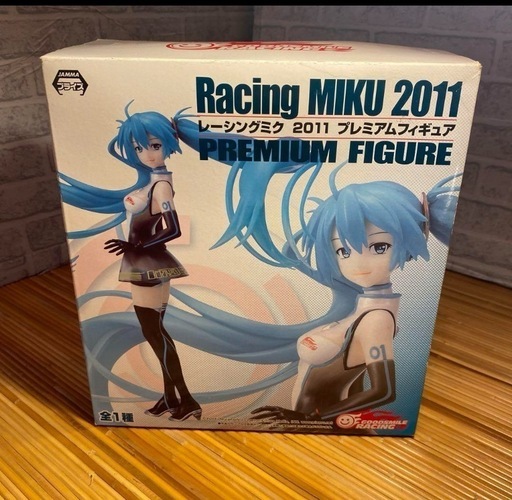 JAMMA
プライズ
Racing MIKU 2011
レーシングミク 2011 プレミアムフィギュア
PREMIUM FIGURE
01
01
全1種
GOODSMILE
RACING